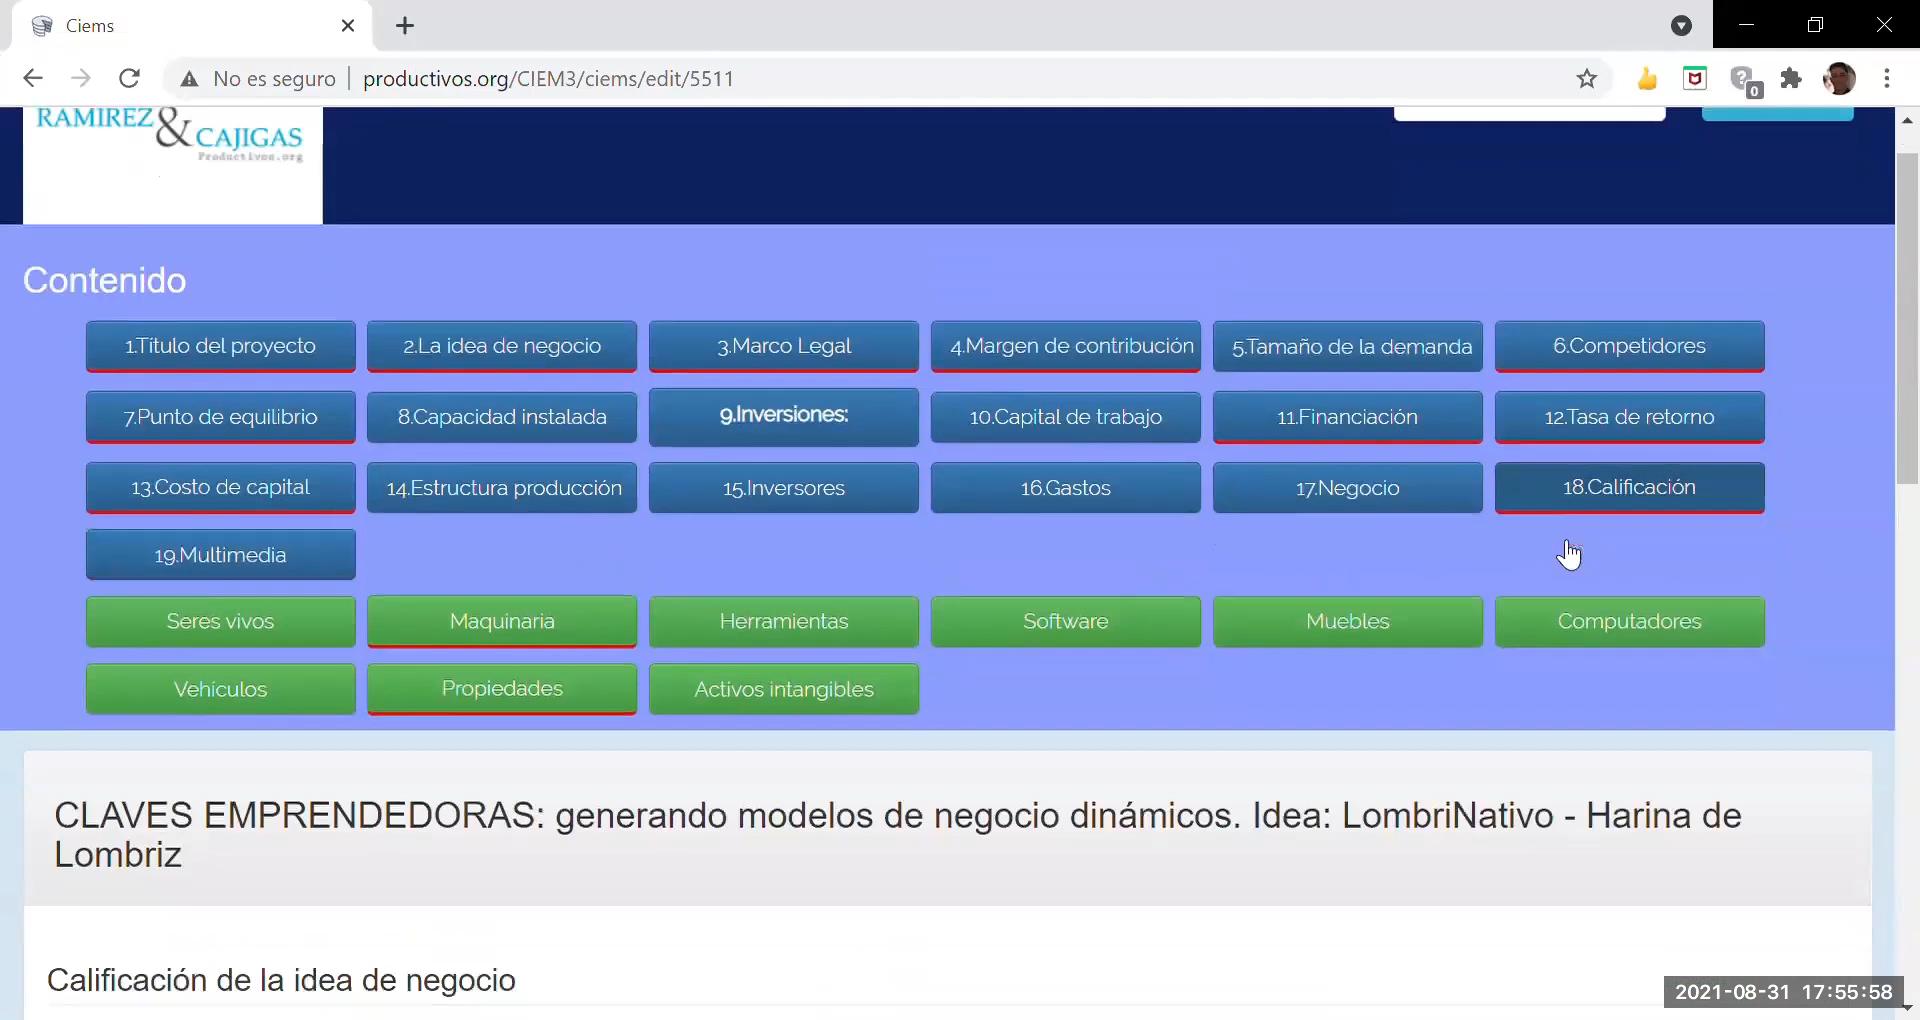 Ciems
No es seguro productivos.org/CIEM3/ciems/edit/5511
0
RAMIREZ & CAJIGAS
Productivos.org
Contenido
1.Título del proyecto 2.La idea de negocio 3.Marco Legal 4.Margen de contribución 5.Tamaño de la demanda 6.Competidores
7.Punto de equilibrio 8.Capacidad instalada 9.Inversiones: 10.Capital de trabajo 11.Financiación 12.Tasa de retorno
13.Costo de capital 14.Estructura producción 15.Inversores 16.Gastos 17.Negocio 18.Calificación
19.Multimedia
Seres vivos Maquinaria Herramientas Software Muebles Computadores
Vehículos Propiedades Activos intangibles
CLAVES EMPRENDEDORAS: generando modelos de negocio dinámicos. Idea: LombriNativo - Harina de
Lombriz
Calificación de la idea de negocio
2021-08-31 17:55:58